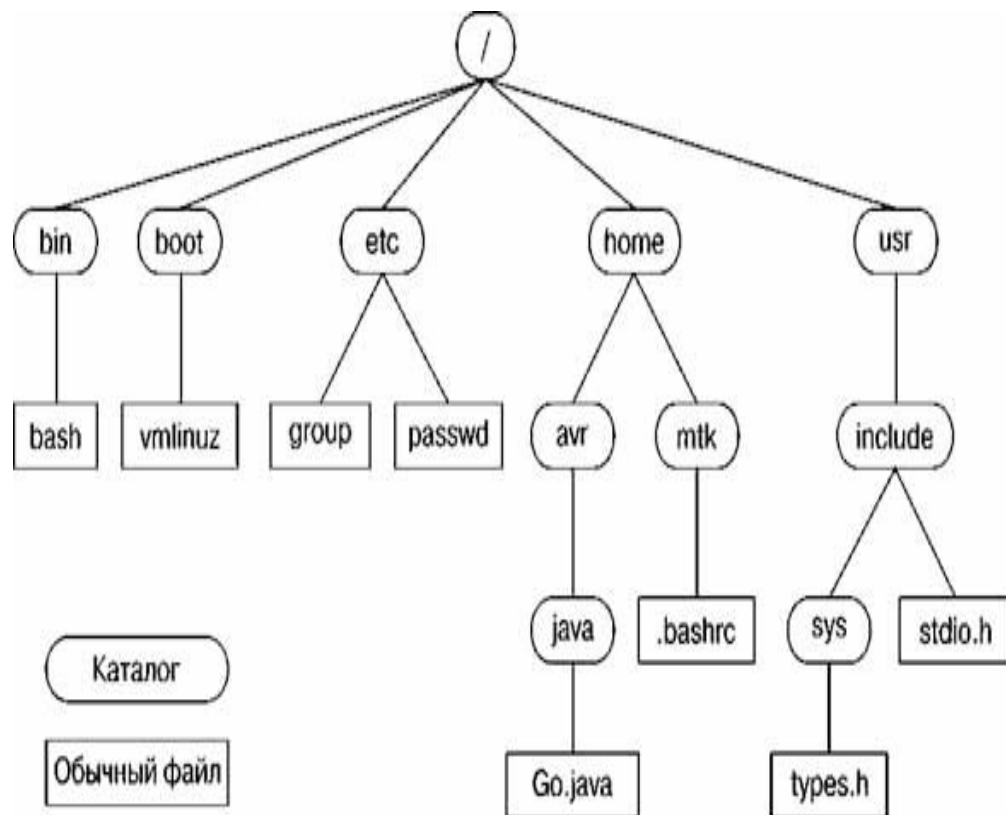 /
bin
boot
etc
home
usr
bash
vmlinuz
group
passwd
avr
mtk
include
java
.bashrc
sys
stdio.h
Каталог
Обычный файл
Go.java
types.h